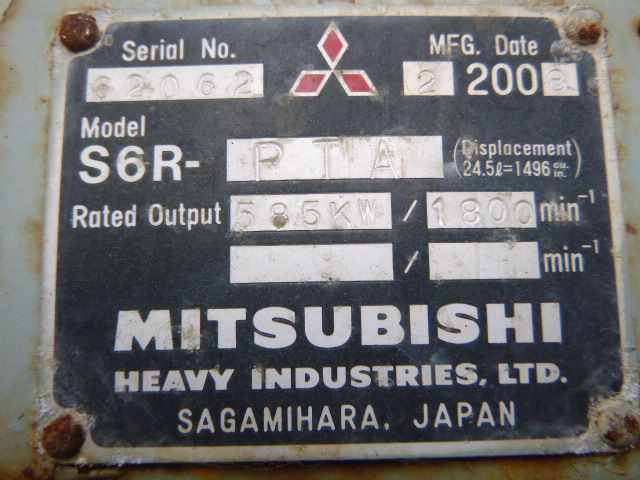 Serial No. MFG. Date
62062 2 2008
Model
S6R- PTA (Displacement 24.5ℓ=1496 cu. in.)
Rated Output 585KW / 1800 min⁻¹
/ min⁻¹
MITSUBISHI
HEAVY INDUSTRIES, LTD.
SAGAMIHARA, JAPAN